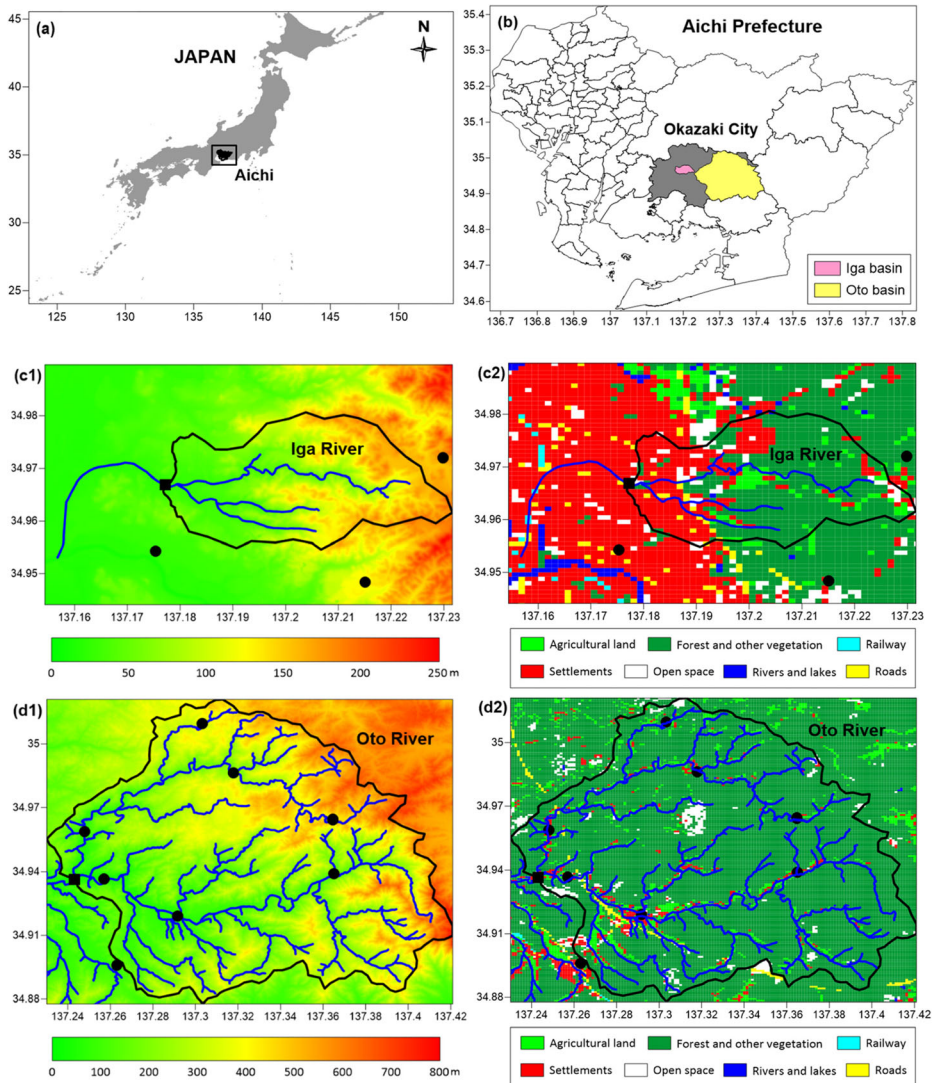 (a)
JAPAN
N
Aichi
45
40
35
30
25
125 130 135 140 145 150
(b)
Aichi Prefecture
Okazaki City
Iga basin
Oto basin
35.4
35.3
35.2
35.1
35
34.9
34.8
34.7
34.6
136.7 136.8 136.9 137 137.1 137.2 137.3 137.4 137.5 137.6 137.7 137.8
(c1)
Iga River
34.98
34.97
34.96
34.95
137.16 137.17 137.18 137.19 137.2 137.21 137.22 137.23
0 50 100 150 200 250 m
(c2)
Iga River
34.98
34.97
34.96
34.95
137.16 137.17 137.18 137.19 137.2 137.21 137.22 137.23
Agricultural land Forest and other vegetation Railway
Settlements Open space Rivers and lakes Roads
(d1)
Oto River
35
34.97
34.94
34.91
34.88
137.24 137.26 137.28 137.3 137.32 137.34 137.36 137.38 137.4 137.42
0 200 400 600 800 m
(d2)
Oto River
35
34.97
34.94
34.91
34.88
137.24 137.26 137.28 137.3 137.32 137.34 137.36 137.38 137.4 137.42
Agricultural land Forest and other vegetation Railway
Settlements Open space Rivers and lakes Roads